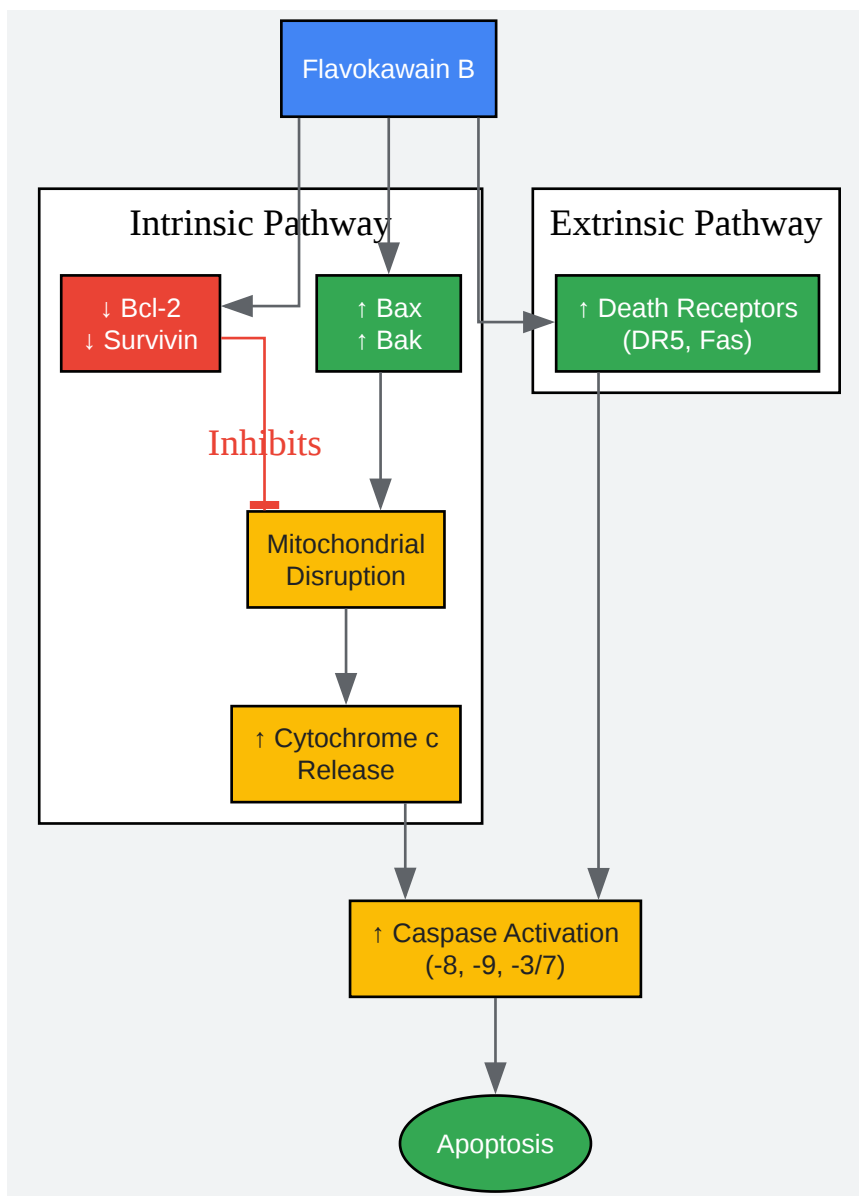 Flavokawain B
Intrinsic Pathway
Extrinsic Pathway
↓ Bcl-2
↓ Survivin
↑ Bax
↑ Bak
↑ Death Receptors
(DR5, Fas)
Inhibits
Mitochondrial
Disruption
↑ Cytochrome c
Release
↑ Caspase Activation
(-8, -9, -3/7)
Apoptosis